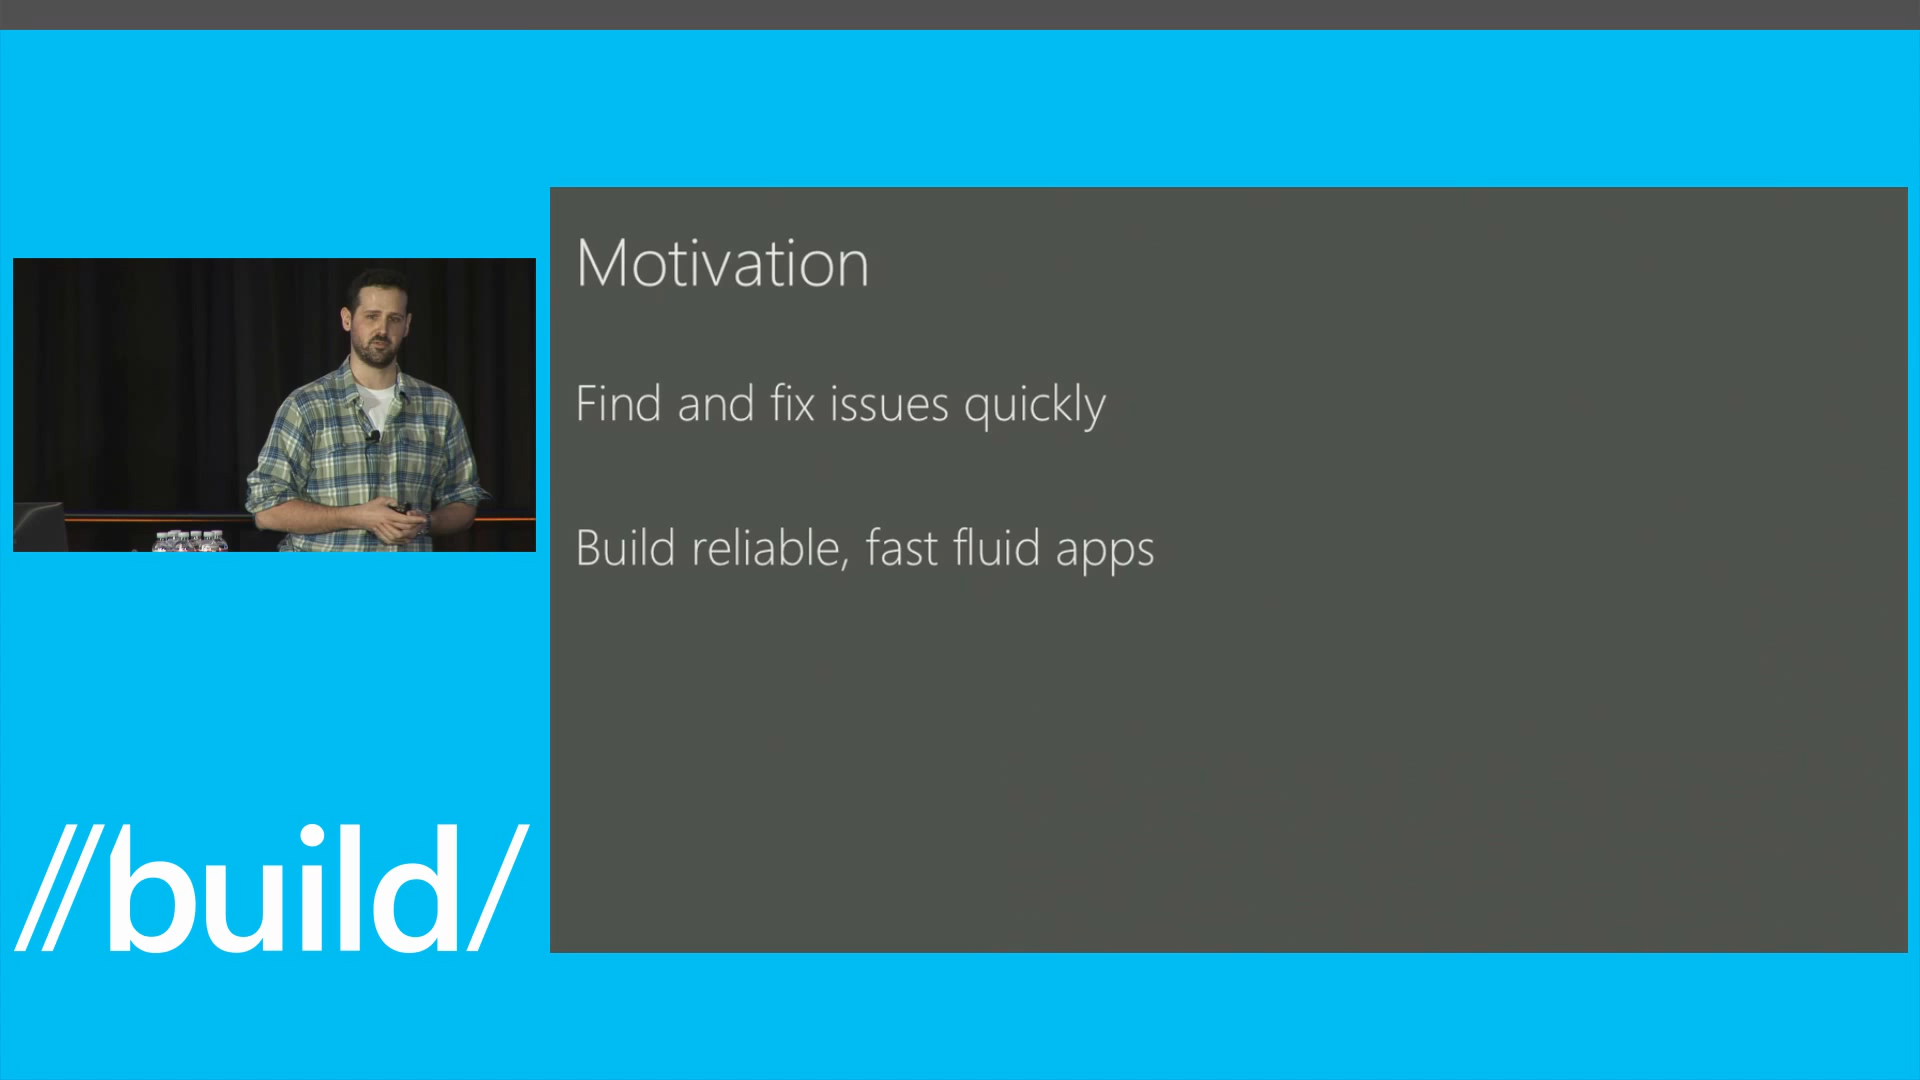 Motivation
Find and fix issues quickly
Build reliable, fast fluid apps
//build/